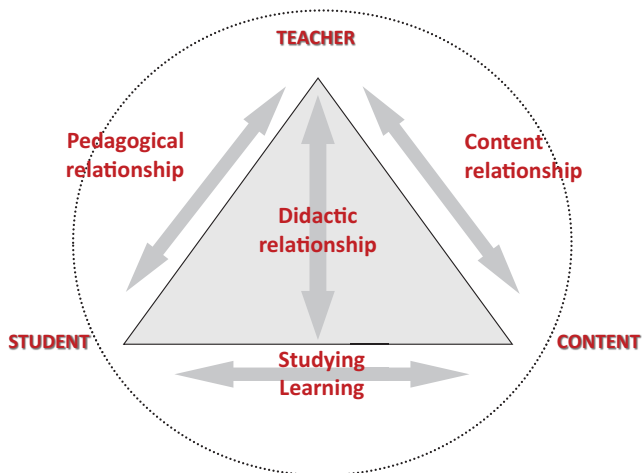 TEACHER
Pedagogical
relationship
Content
relationship
Didactic
relationship
STUDENT
CONTENT
Studying
Learning